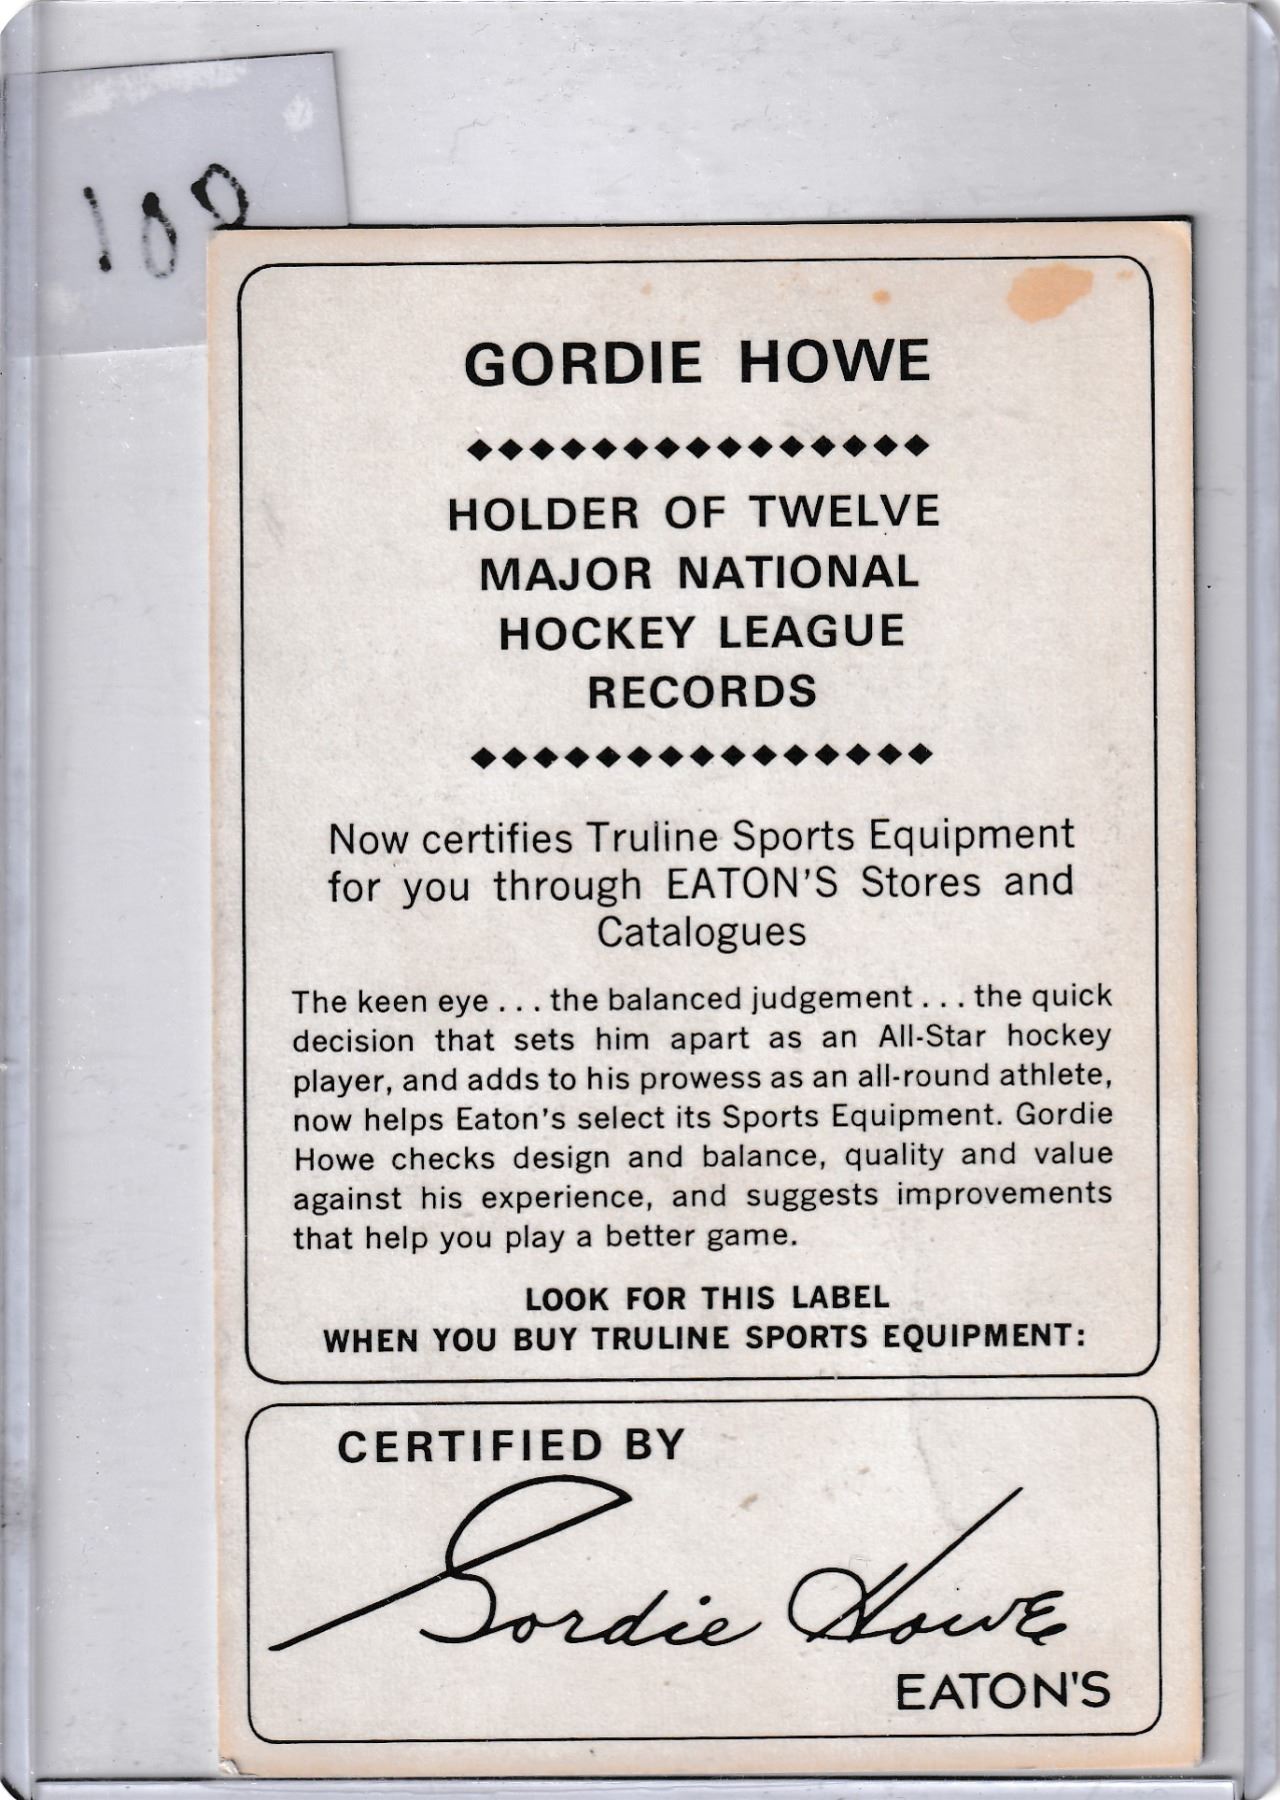 100
GORDIE HOWE
HOLDER OF TWELVE
MAJOR NATIONAL
HOCKEY LEAGUE
RECORDS
Now certifies Truline Sports Equipment
for you through EATON'S Stores and
Catalogues
The keen eye . . . the balanced judgement . . . the quick
decision that sets him apart as an All-Star hockey
player, and adds to his prowess as an all-round athlete,
now helps Eaton's select its Sports Equipment. Gordie
Howe checks design and balance, quality and value
against his experience, and suggests improvements
that help you play a better game.
LOOK FOR THIS LABEL
WHEN YOU BUY TRULINE SPORTS EQUIPMENT:
CERTIFIED BY
Gordie Howe
EATON'S